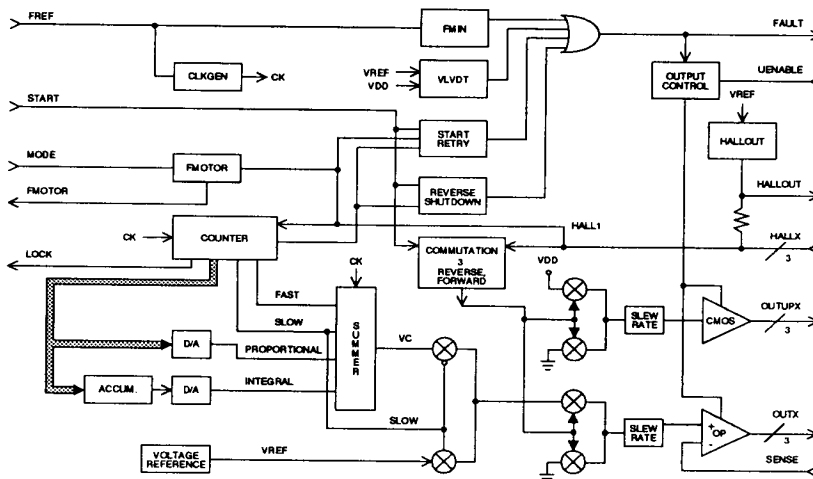 FREF
FMIN
FAULT
CLKGEN
CK
VREF
VDD
VLVDT
OUTPUT
CONTROL
UENABLE
START
VREF
START
RETRY
HALLOUT
MODE
FMOTOR
FMOTOR
REVERSE
SHUTDOWN
HALLOUT
CK
COUNTER
HALL1
HALLX
3
LOCK
COMMUTATION
3
REVERSE,
FORWARD
VDD
CK
FAST
SLOW
SUMMER
SLEW
RATE
CMOS
OUTUPX
3
D/A
PROPORTIONAL
VC
ACCUM.
D/A
INTEGRAL
SLOW
SLEW
RATE
+
OP
-
OUTX
3
VOLTAGE
REFERENCE
VREF
SENSE